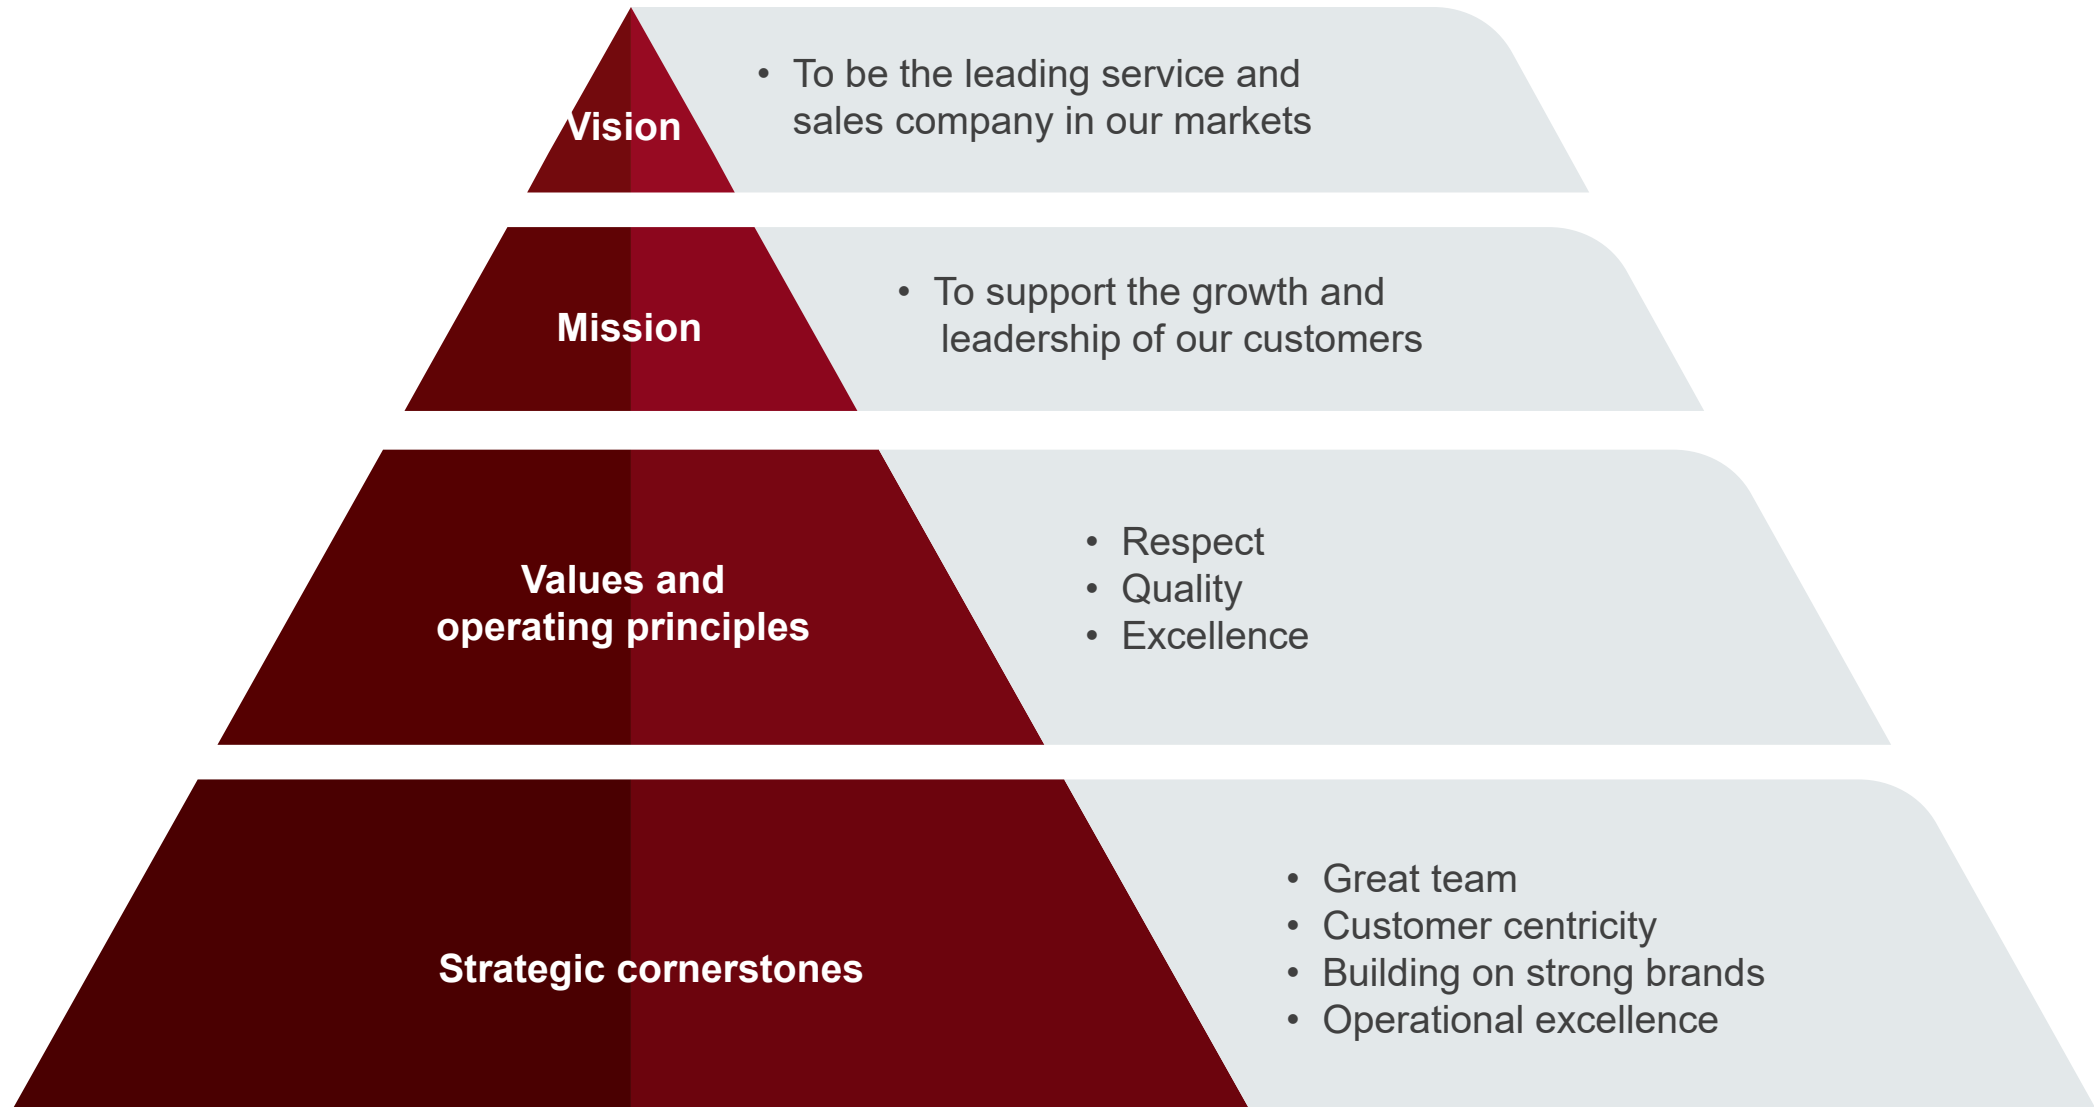 Vision
• To be the leading service and
sales company in our markets
Mission
• To support the growth and
leadership of our customers
Values and
operating principles
• Respect
• Quality
• Excellence
Strategic cornerstones
• Great team
• Customer centricity
• Building on strong brands
• Operational excellence